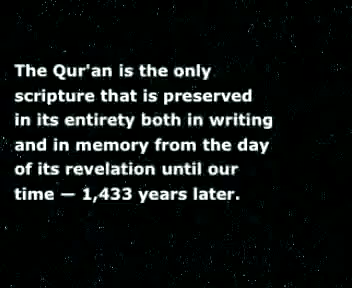 The Qur'an is the only
scripture that is preserved
in its entirety both in writing
and in memory from the day
of its revelation until our
time — 1,433 years later.